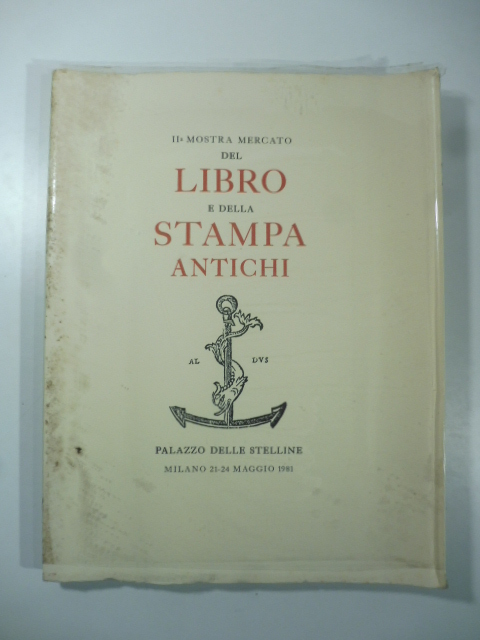 IIª MOSTRA MERCATO
DEL
LIBRO
E DELLA
STAMPA
ANTICHI
AL DVS
PALAZZO DELLE STELLINE
MILANO 21-24 MAGGIO 1981